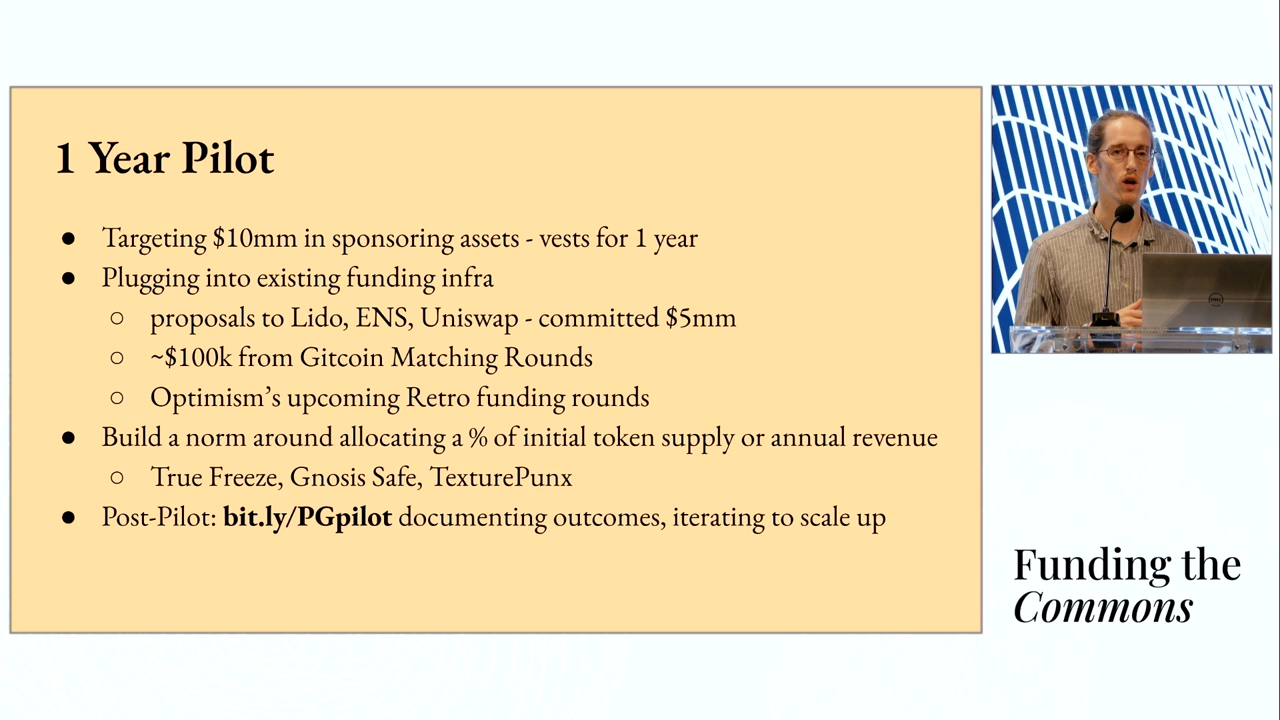 1 Year Pilot
● Targeting $10mm in sponsoring assets - vests for 1 year
● Plugging into existing funding infra
○ proposals to Lido, ENS, Uniswap - committed $5mm
○ ~$100k from Gitcoin Matching Rounds
○ Optimism’s upcoming Retro funding rounds
● Build a norm around allocating a % of initial token supply or annual revenue
○ True Freeze, Gnosis Safe, TexturePunx
● Post-Pilot: bit.ly/PGpilot documenting outcomes, iterating to scale up
DELL
Funding the
Commons